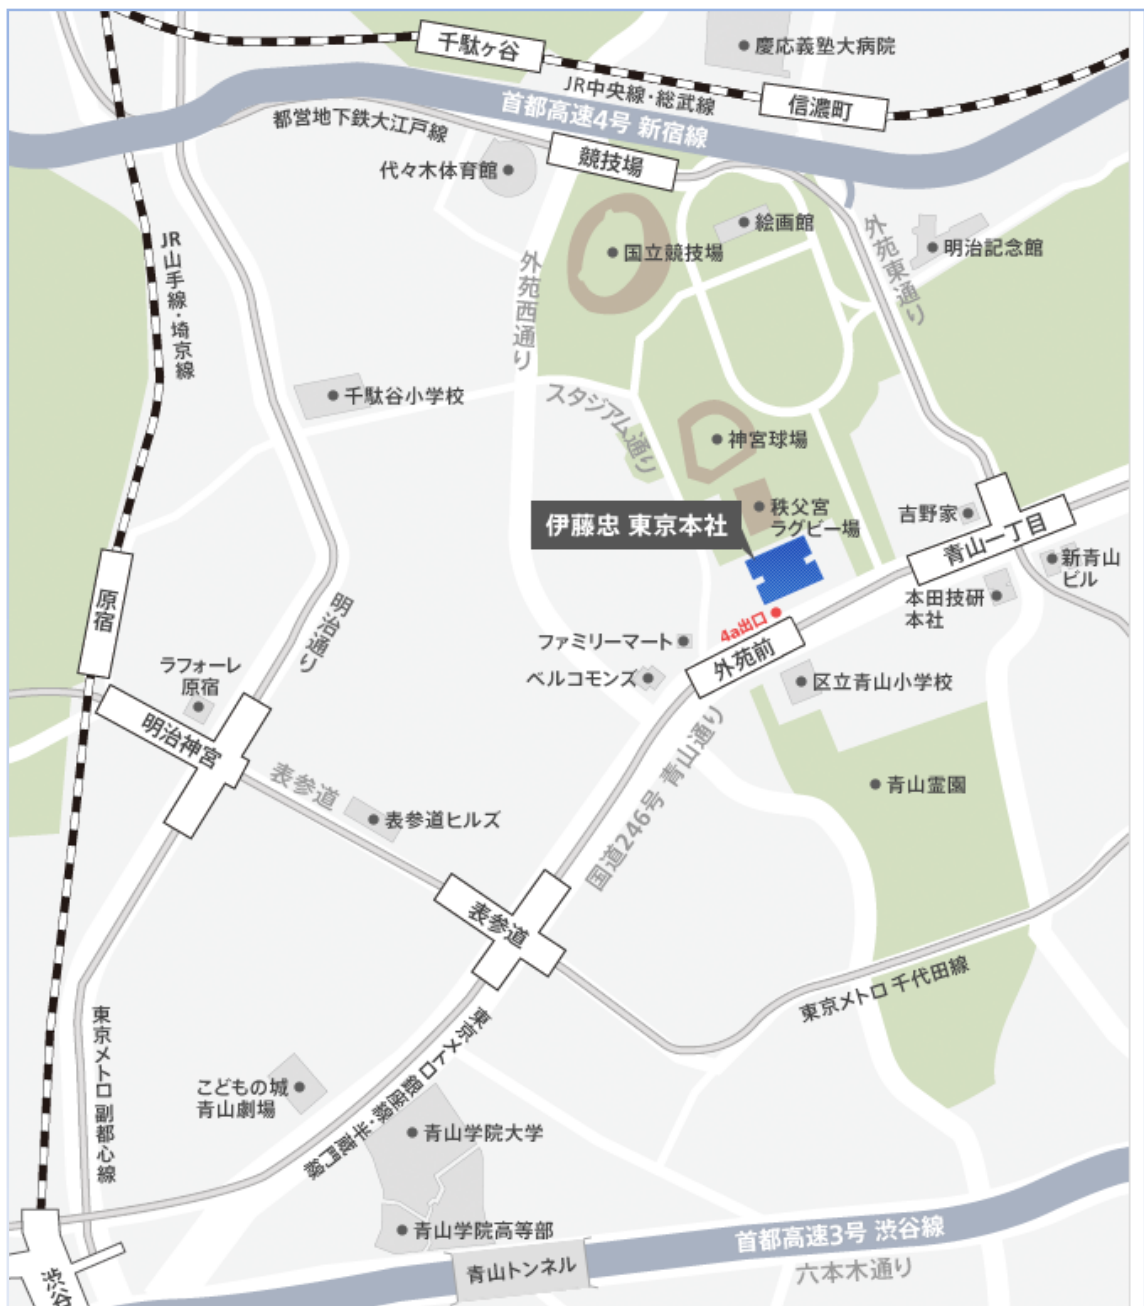 千駄ヶ谷
慶応義塾大病院
JR中央線・総武線
信濃町
首都高速4号 新宿線
都営地下鉄大江戸線
競技場
代々木体育館
絵画館
国立競技場
外苑東通り
明治記念館
JR山手線・埼京線
外苑西通り
千駄谷小学校
スタジアム通り
神宮球場
秩父宮
ラグビー場
伊藤忠 東京本社
吉野家
青山一丁目
新青山
ビル
本田技研
本社
原宿
明治通り
4a出口
ファミリーマート
外苑前
ベルコモンズ
区立青山小学校
ラフォーレ
原宿
明治神宮
国道246号 青山通り
表参道
表参道ヒルズ
青山霊園
表参道
東京メトロ 千代田線
東京メトロ 副都心線
東京メトロ 銀座線・半蔵門線
こどもの城
青山劇場
青山学院大学
青山学院高等部
首都高速3号 渋谷線
青山トンネル
六本木通り
渋谷